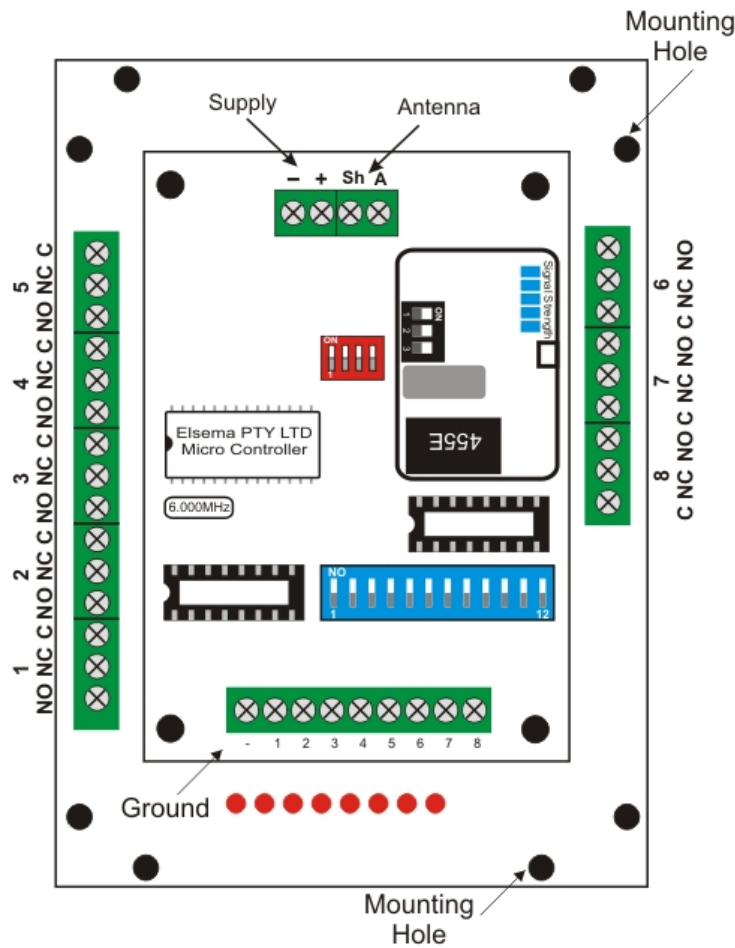 Mounting
Hole
Supply
Antenna
− + Sh A
Signal Strength
ON
1 2 3
ON
1
5
NO NC C
4
NO NC C
3
NO NC C
2
NO NC C
1
NO NC C
6
C NC NO
7
C NC NO
8
C NC NO
Elsema PTY LTD
Micro Controller
455E
6.000MHz
NO
1 12
- 1 2 3 4 5 6 7 8
Ground
Mounting
Hole